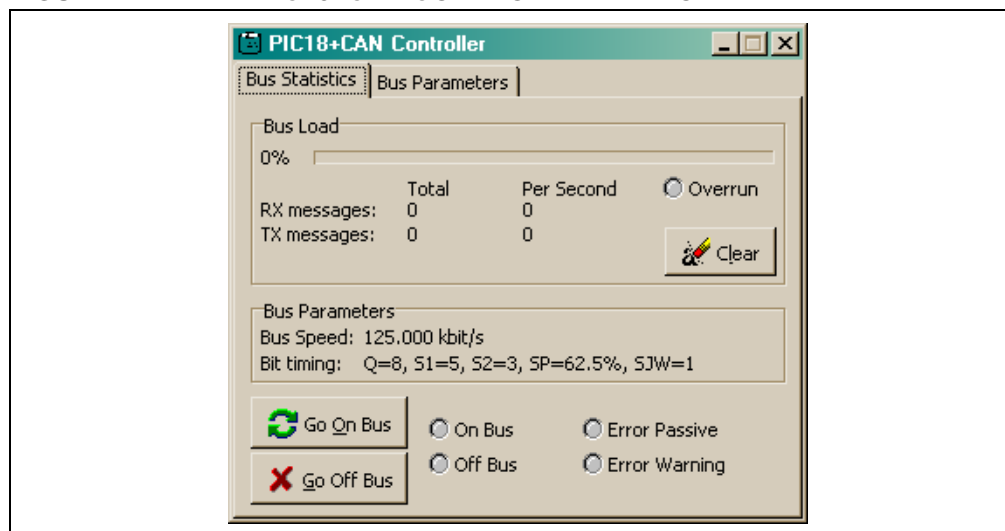 PIC18+CAN Controller
Bus Statistics Bus Parameters
Bus Load
0%
Total Per Second Overrun
RX messages: 0 0
TX messages: 0 0
Clear
Bus Parameters
Bus Speed: 125.000 kbit/s
Bit timing: Q=8, S1=5, S2=3, SP=62.5%, SJW=1
Go On Bus On Bus Error Passive
Go Off Bus Off Bus Error Warning